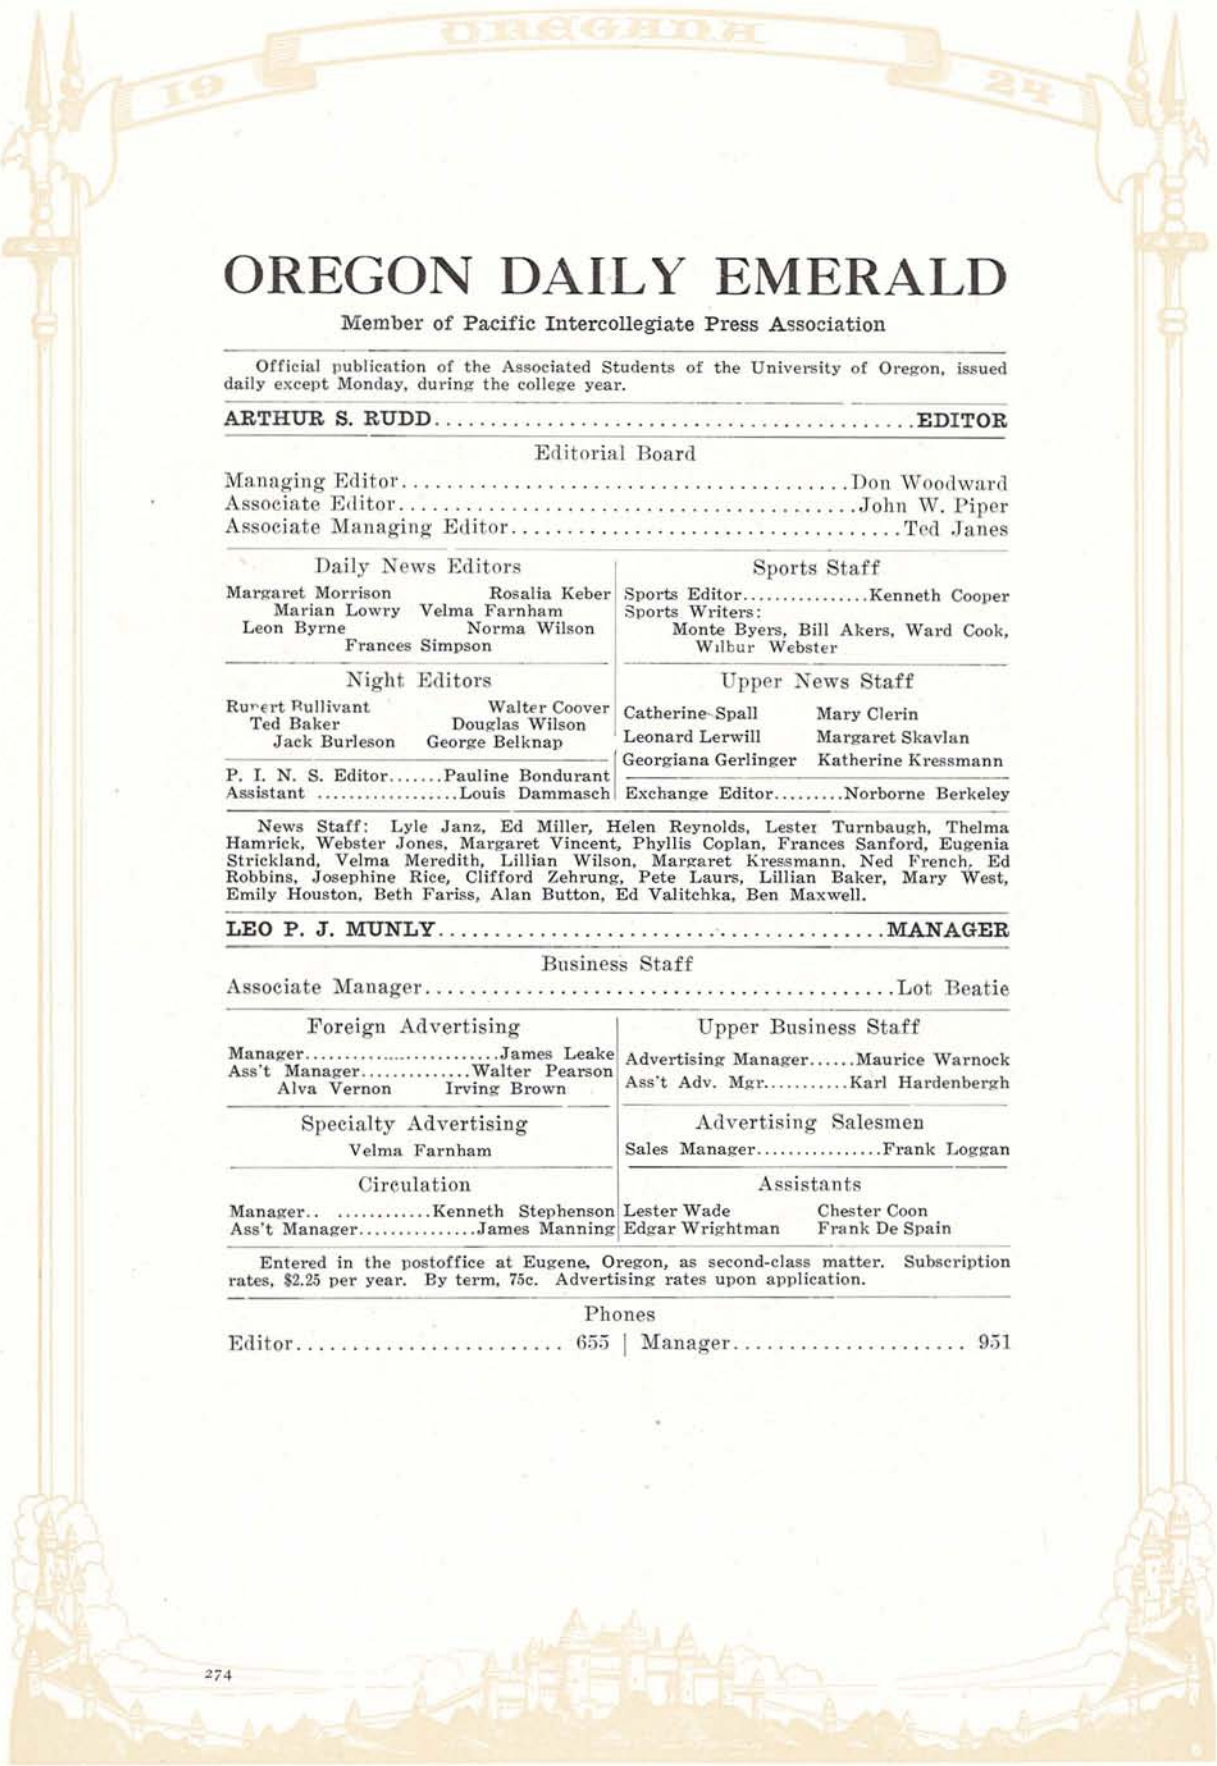 OREGANA
19 24
OREGON DAILY EMERALD
Member of Pacific Intercollegiate Press Association
Official publication of the Associated Students of the University of Oregon, issued
daily except Monday, during the college year.
ARTHUR S. RUDD..........................................EDITOR
Editorial Board
Managing Editor........................................Don Woodward
Associate Editor.........................................John W. Piper
Associate Managing Editor...................................Ted Janes
Daily News Editors
Margaret Morrison Rosalia Keber
Marian Lowry Velma Farnham
Leon Byrne Norma Wilson
Frances Simpson
Sports Staff
Sports Editor................Kenneth Cooper
Sports Writers:
Monte Byers, Bill Akers, Ward Cook,
Wilbur Webster
Night Editors
Rupert Bullivant Walter Coover
Ted Baker Douglas Wilson
Jack Burleson George Belknap
P. I. N. S. Editor.......Pauline Bondurant
Assistant ..................Louis Dammasch
Upper News Staff
Catherine Spall Mary Clerin
Leonard Lerwill Margaret Skavlan
Georgiana Gerlinger Katherine Kressmann
Exchange Editor.........Norborne Berkeley
News Staff: Lyle Janz, Ed Miller, Helen Reynolds, Lester Turnbaugh, Thelma
Hamrick, Webster Jones, Margaret Vincent, Phyllis Coplan, Frances Sanford, Eugenia
Strickland, Velma Meredith, Lillian Wilson, Margaret Kressmann, Ned French, Ed
Robbins, Josephine Rice, Clifford Zehrung, Pete Laurs, Lillian Baker, Mary West,
Emily Houston, Beth Fariss, Alan Button, Ed Valitchka, Ben Maxwell.
LEO P. J. MUNLY........................................MANAGER
Business Staff
Associate Manager..........................................Lot Beatie
Foreign Advertising
Manager.........................James Leake
Ass't Manager..............Walter Pearson
Alva Vernon Irving Brown
Upper Business Staff
Advertising Manager......Maurice Warnock
Ass't Adv. Mgr...........Karl Hardenbergh
Specialty Advertising
Velma Farnham
Advertising Salesmen
Sales Manager................Frank Loggan
Circulation
Manager.. ............Kenneth Stephenson
Ass't Manager...............James Manning
Assistants
Lester Wade Chester Coon
Edgar Wrightman Frank De Spain
Entered in the postoffice at Eugene, Oregon, as second-class matter. Subscription
rates, $2.25 per year. By term, 75c. Advertising rates upon application.
Phones
Editor........................ 655 | Manager..................... 951
274